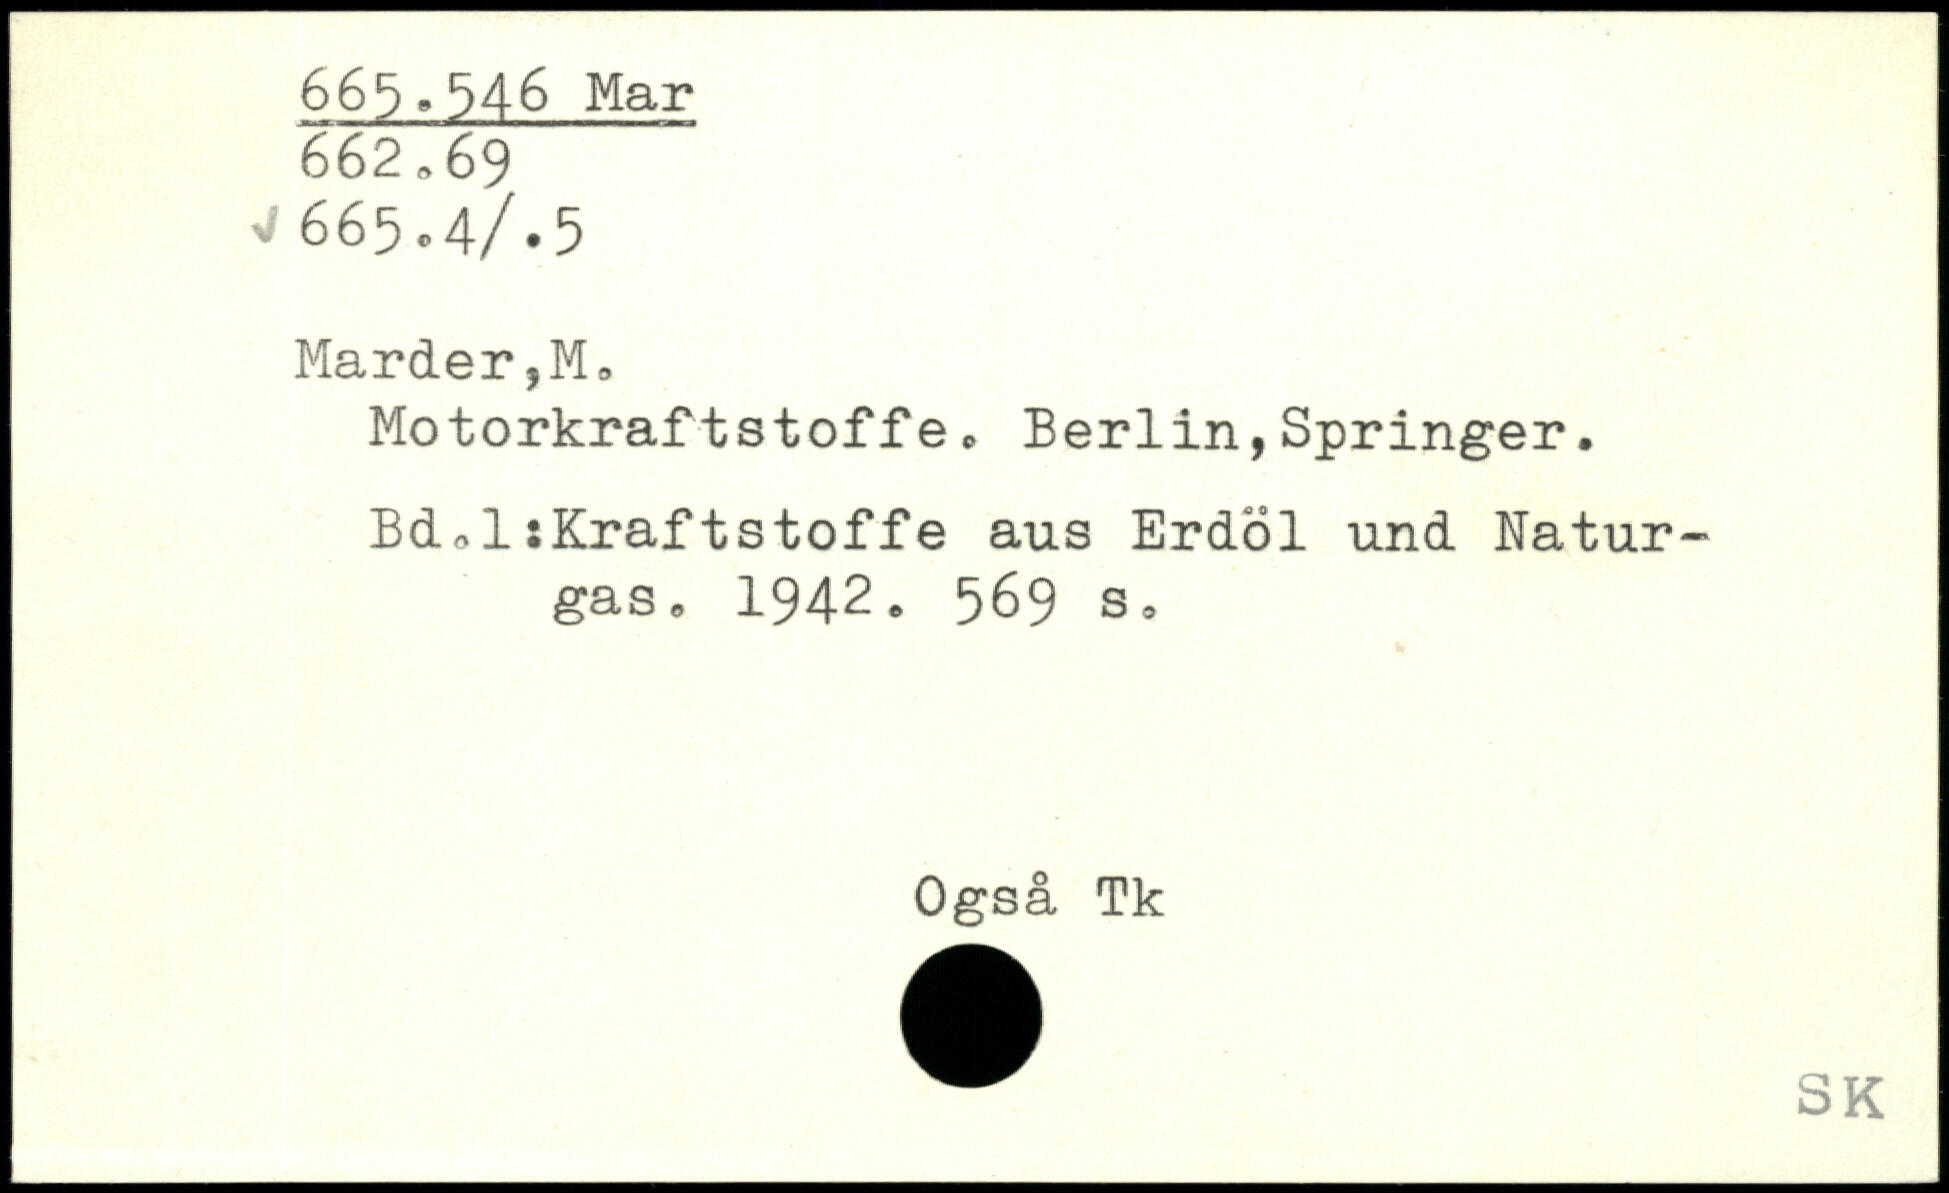 665.546 Mar
662.69
✓ 665.4/.5
Marder,M.
Motorkraftstoffe. Berlin,Springer.
Bd.1:Kraftstoffe aus Erdöl und Natur-
gas. 1942. 569 s.
Også Tk
SK